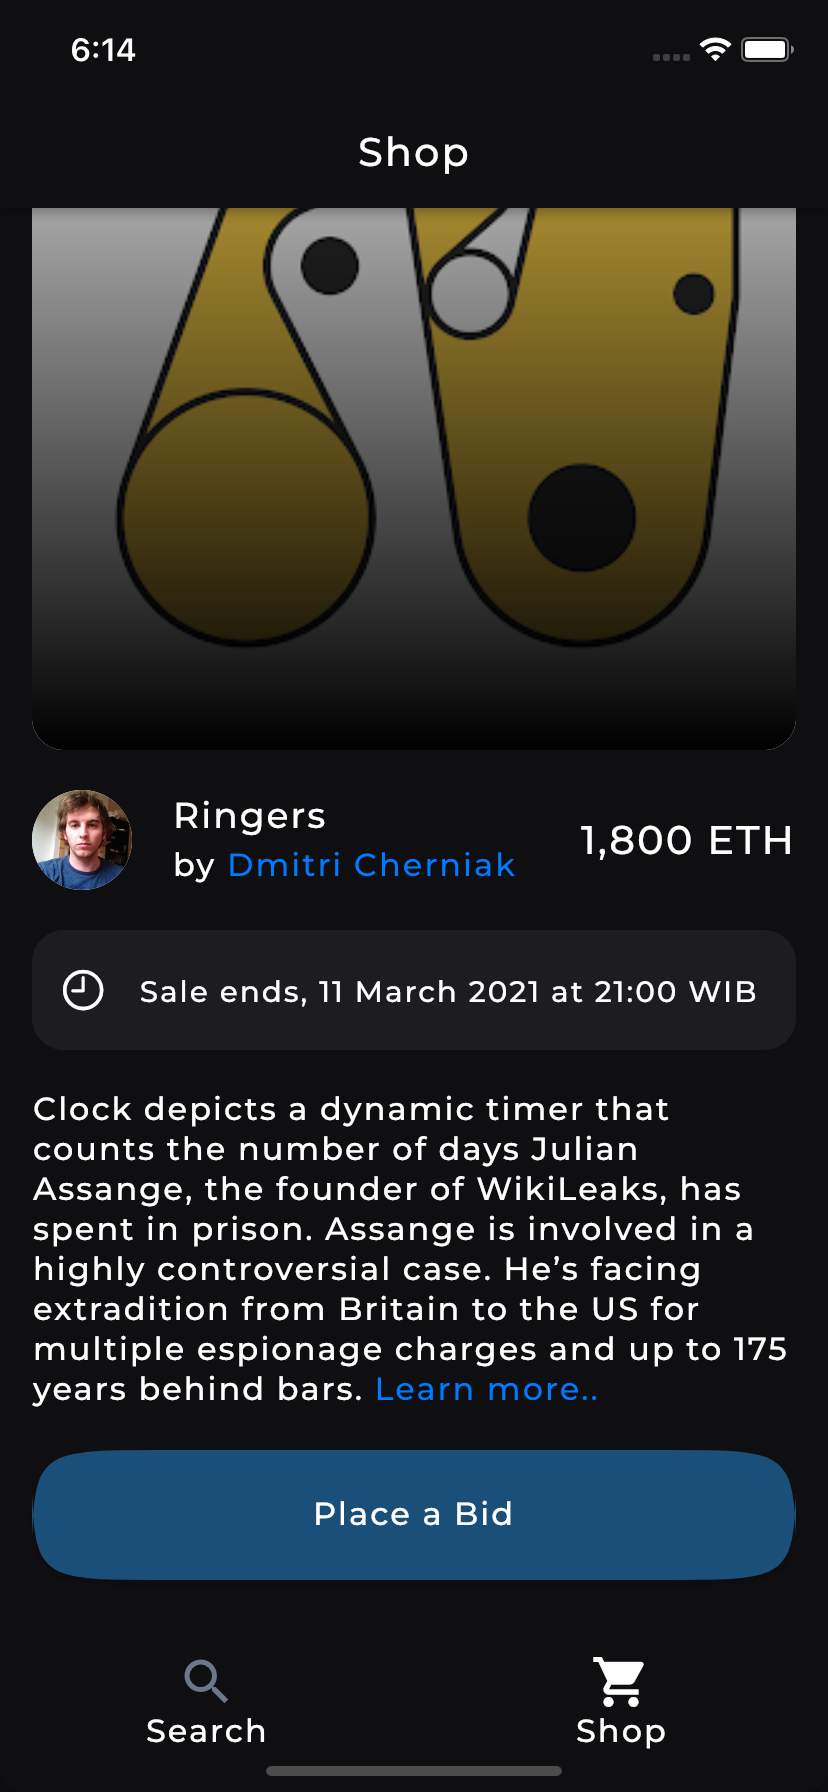 6:14
Shop
Ringers
by Dmitri Cherniak
1,800 ETH
Sale ends, 11 March 2021 at 21:00 WIB
Clock depicts a dynamic timer that
counts the number of days Julian
Assange, the founder of WikiLeaks, has
spent in prison. Assange is involved in a
highly controversial case. He’s facing
extradition from Britain to the US for
multiple espionage charges and up to 175
years behind bars. Learn more..
Place a Bid
Search
Shop